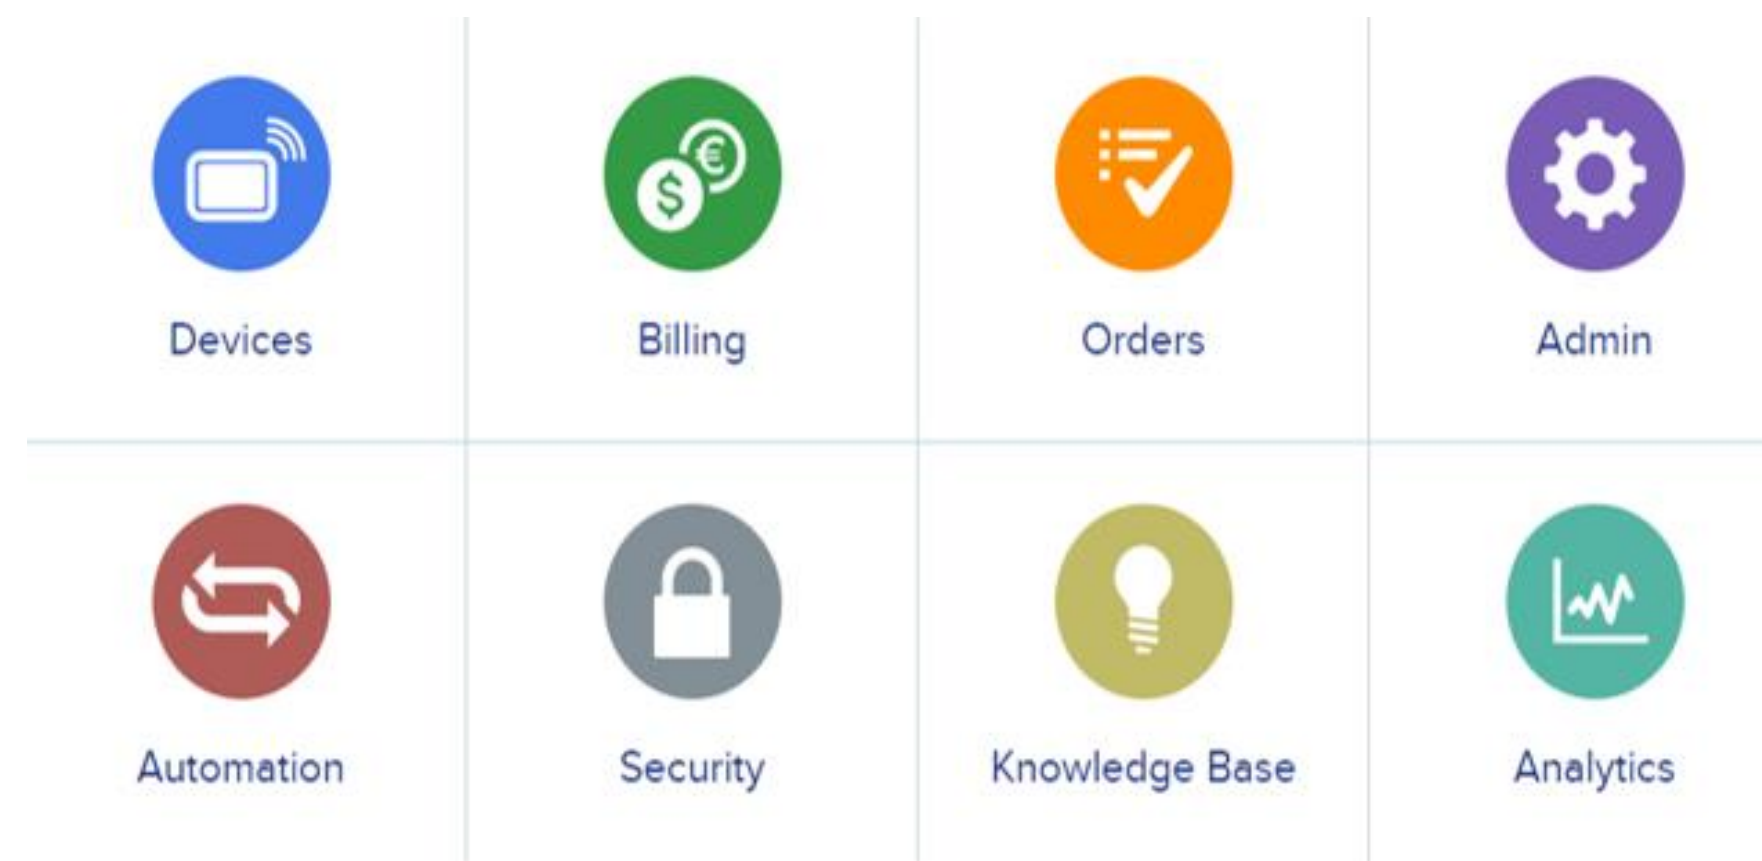 €
$
Devices
Billing
Orders
Admin
Automation
Security
Knowledge Base
Analytics